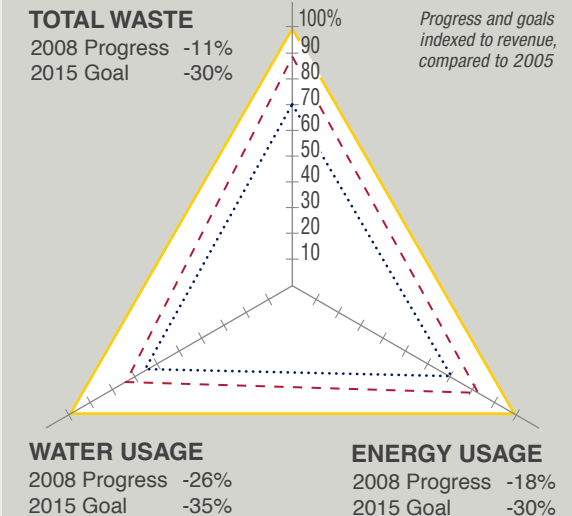 TOTAL WASTE
2008 Progress -11%
2015 Goal -30%
Progress and goals
indexed to revenue,
compared to 2005
100%
90
80
70
60
50
40
30
20
10
WATER USAGE
2008 Progress -26%
2015 Goal -35%
ENERGY USAGE
2008 Progress -18%
2015 Goal -30%